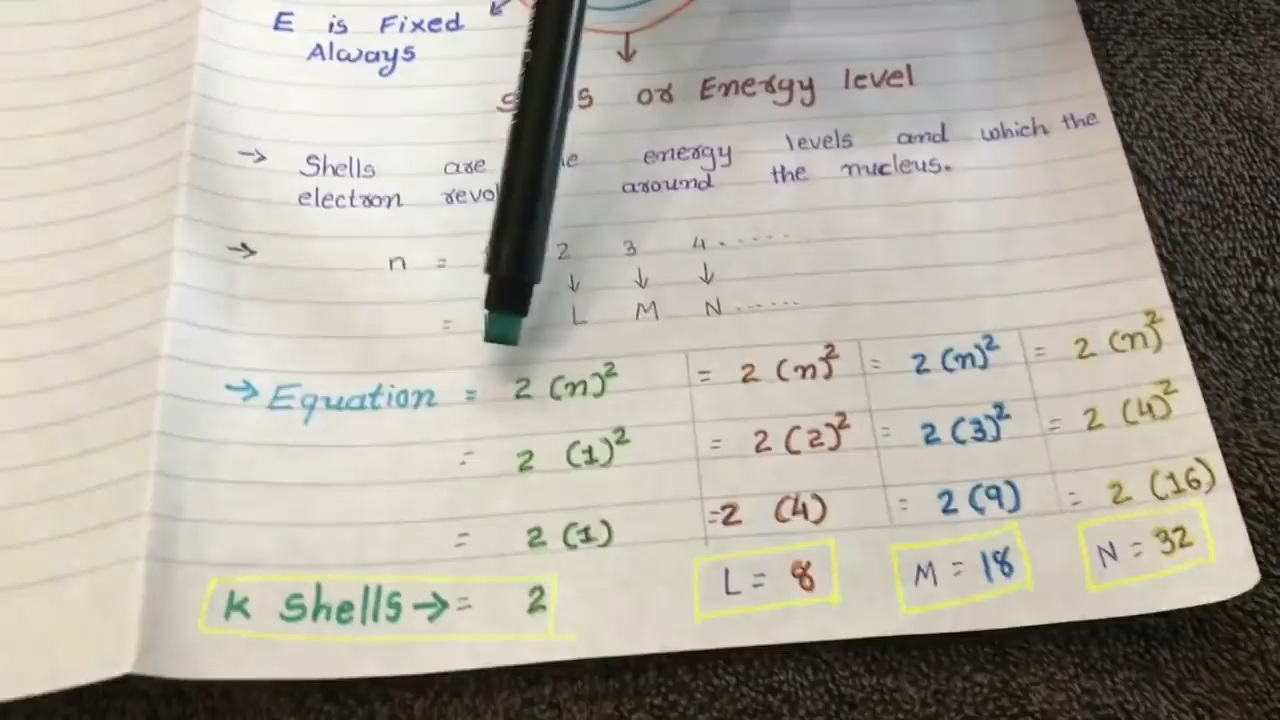 E is Fixed
Always
or Energy level
→ Shells are energy levels and which the
electron around the nucleus.
→ n = 2 3 4.....
↓ ↓ ↓
= L M N......
→ Equation = 2 (n)² = 2 (n)² = 2 (n)² = 2 (n)²
= 2 (1)² = 2 (2)² = 2 (3)² = 2 (4)²
= 2 (1) =2 (4) = 2 (9) = 2 (16)
K Shells → = 2 L = 8 M = 18 N = 32